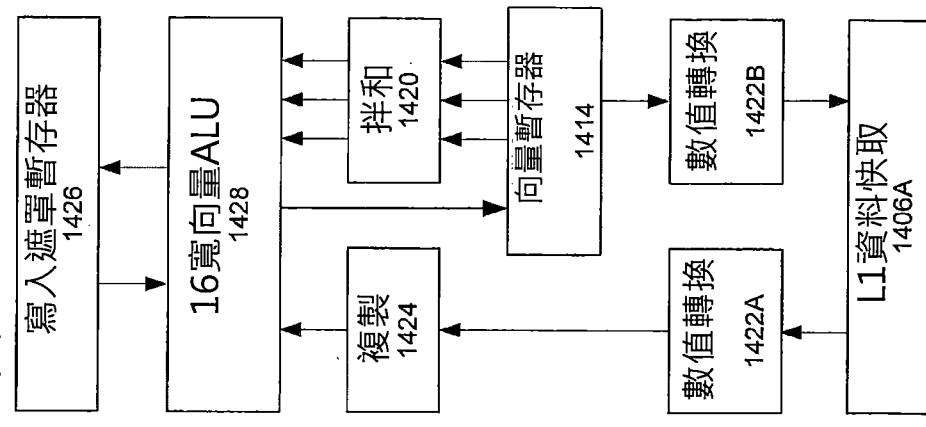 寫入遮罩暫存器
1426
16寬向量ALU
1428
複製
1424
拌和
1420
向量暫存器
1414
數值轉換
1422A
數值轉換
1422B
L1資料快取
1406A